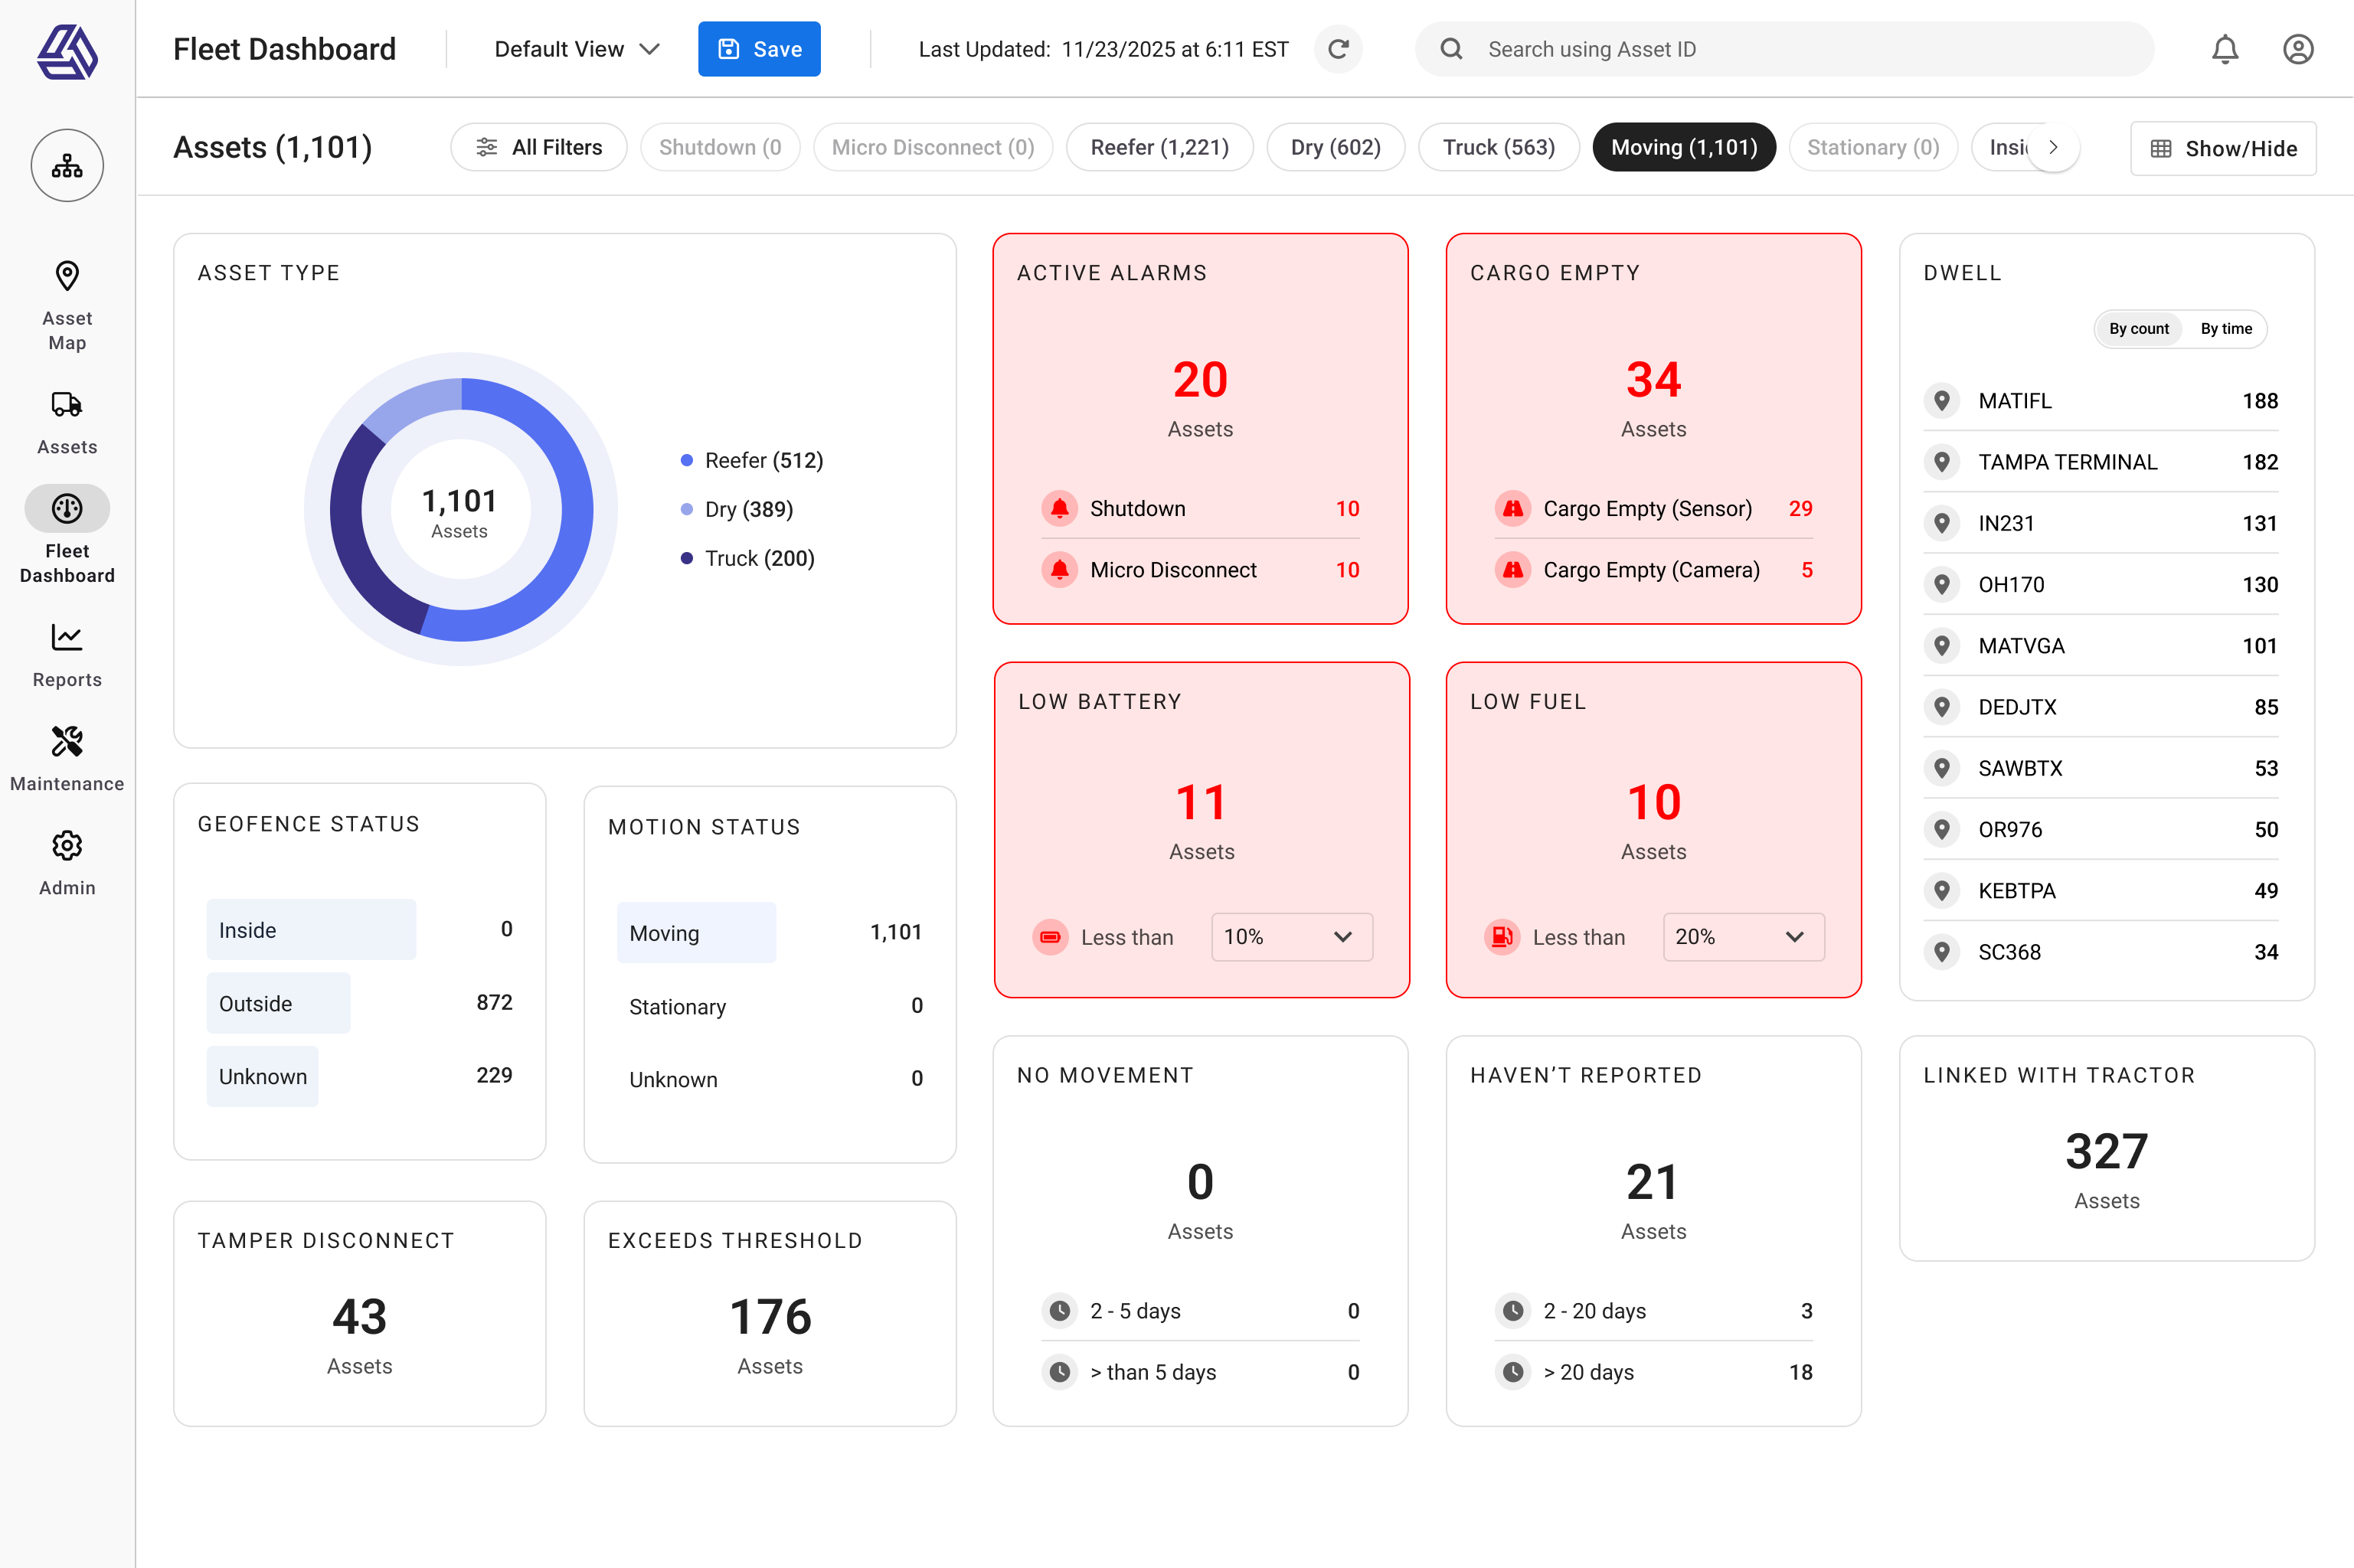 Fleet Dashboard
Default View
Save
Last Updated: 11/23/2025 at 6:11 EST
Search using Asset ID
Assets (1,101)
All Filters
Shutdown (0
Micro Disconnect (0)
Reefer (1,221)
Dry (602)
Truck (563)
Moving (1,101)
Stationary (0)
Show/Hide
Asset
Map
Assets
Fleet
Dashboard
Reports
Maintenance
Admin
ASSET TYPE
1,101
Assets
Reefer (512)
Dry (389)
Truck (200)
ACTIVE ALARMS
20
Assets
Shutdown 10
Micro Disconnect 10
CARGO EMPTY
34
Assets
Cargo Empty (Sensor) 29
Cargo Empty (Camera) 5
DWELL
By count By time
MATIFL 188
TAMPA TERMINAL 182
IN231 131
OH170 130
MATVGA 101
DEDJTX 85
SAWBTX 53
OR976 50
KEBTPA 49
SC368 34
LOW BATTERY
11
Assets
Less than 10%
LOW FUEL
10
Assets
Less than 20%
GEOFENCE STATUS
Inside 0
Outside 872
Unknown 229
MOTION STATUS
Moving 1,101
Stationary 0
Unknown 0
NO MOVEMENT
0
Assets
2 - 5 days 0
> than 5 days 0
HAVEN’T REPORTED
21
Assets
2 - 20 days 3
> 20 days 18
LINKED WITH TRACTOR
327
Assets
TAMPER DISCONNECT
43
Assets
EXCEEDS THRESHOLD
176
Assets